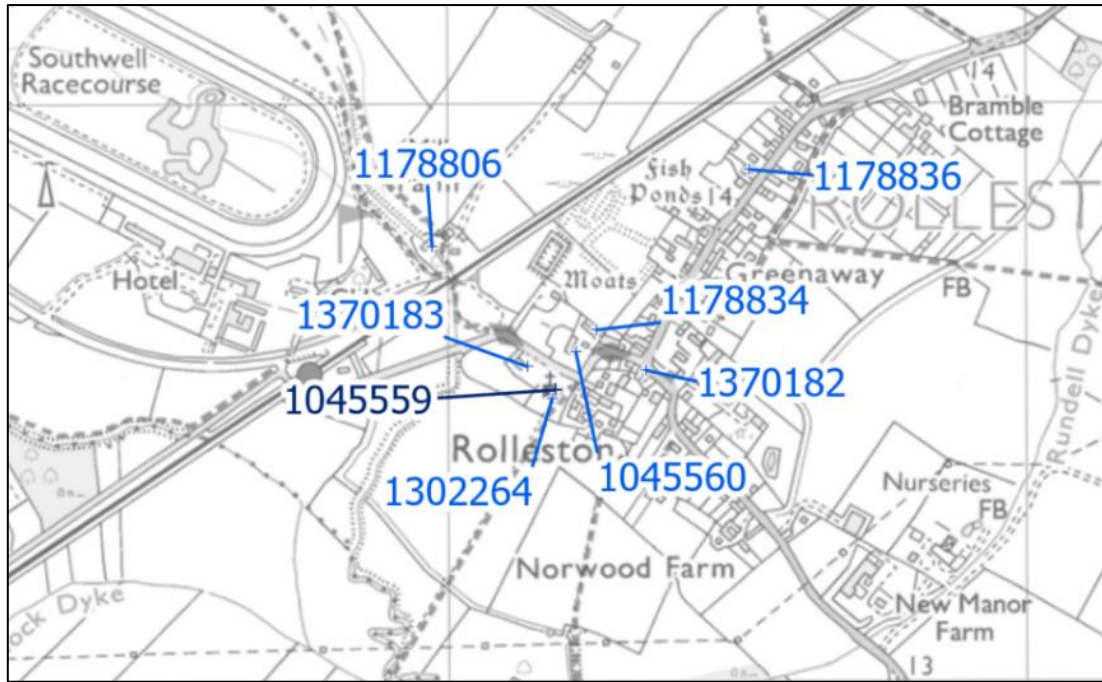 Southwell
Racecourse
14
Bramble
Cottage
1178806
Fish
Ponds 14
1178836
ROLLEST
Hotel
Moats
Greenaway
FB
1370183
1178834
1045559
1370182
Rolleston
1302264
1045560
Rundell Dyke
Nurseries
FB
Norwood Farm
ock Dyke
New Manor
Farm
13